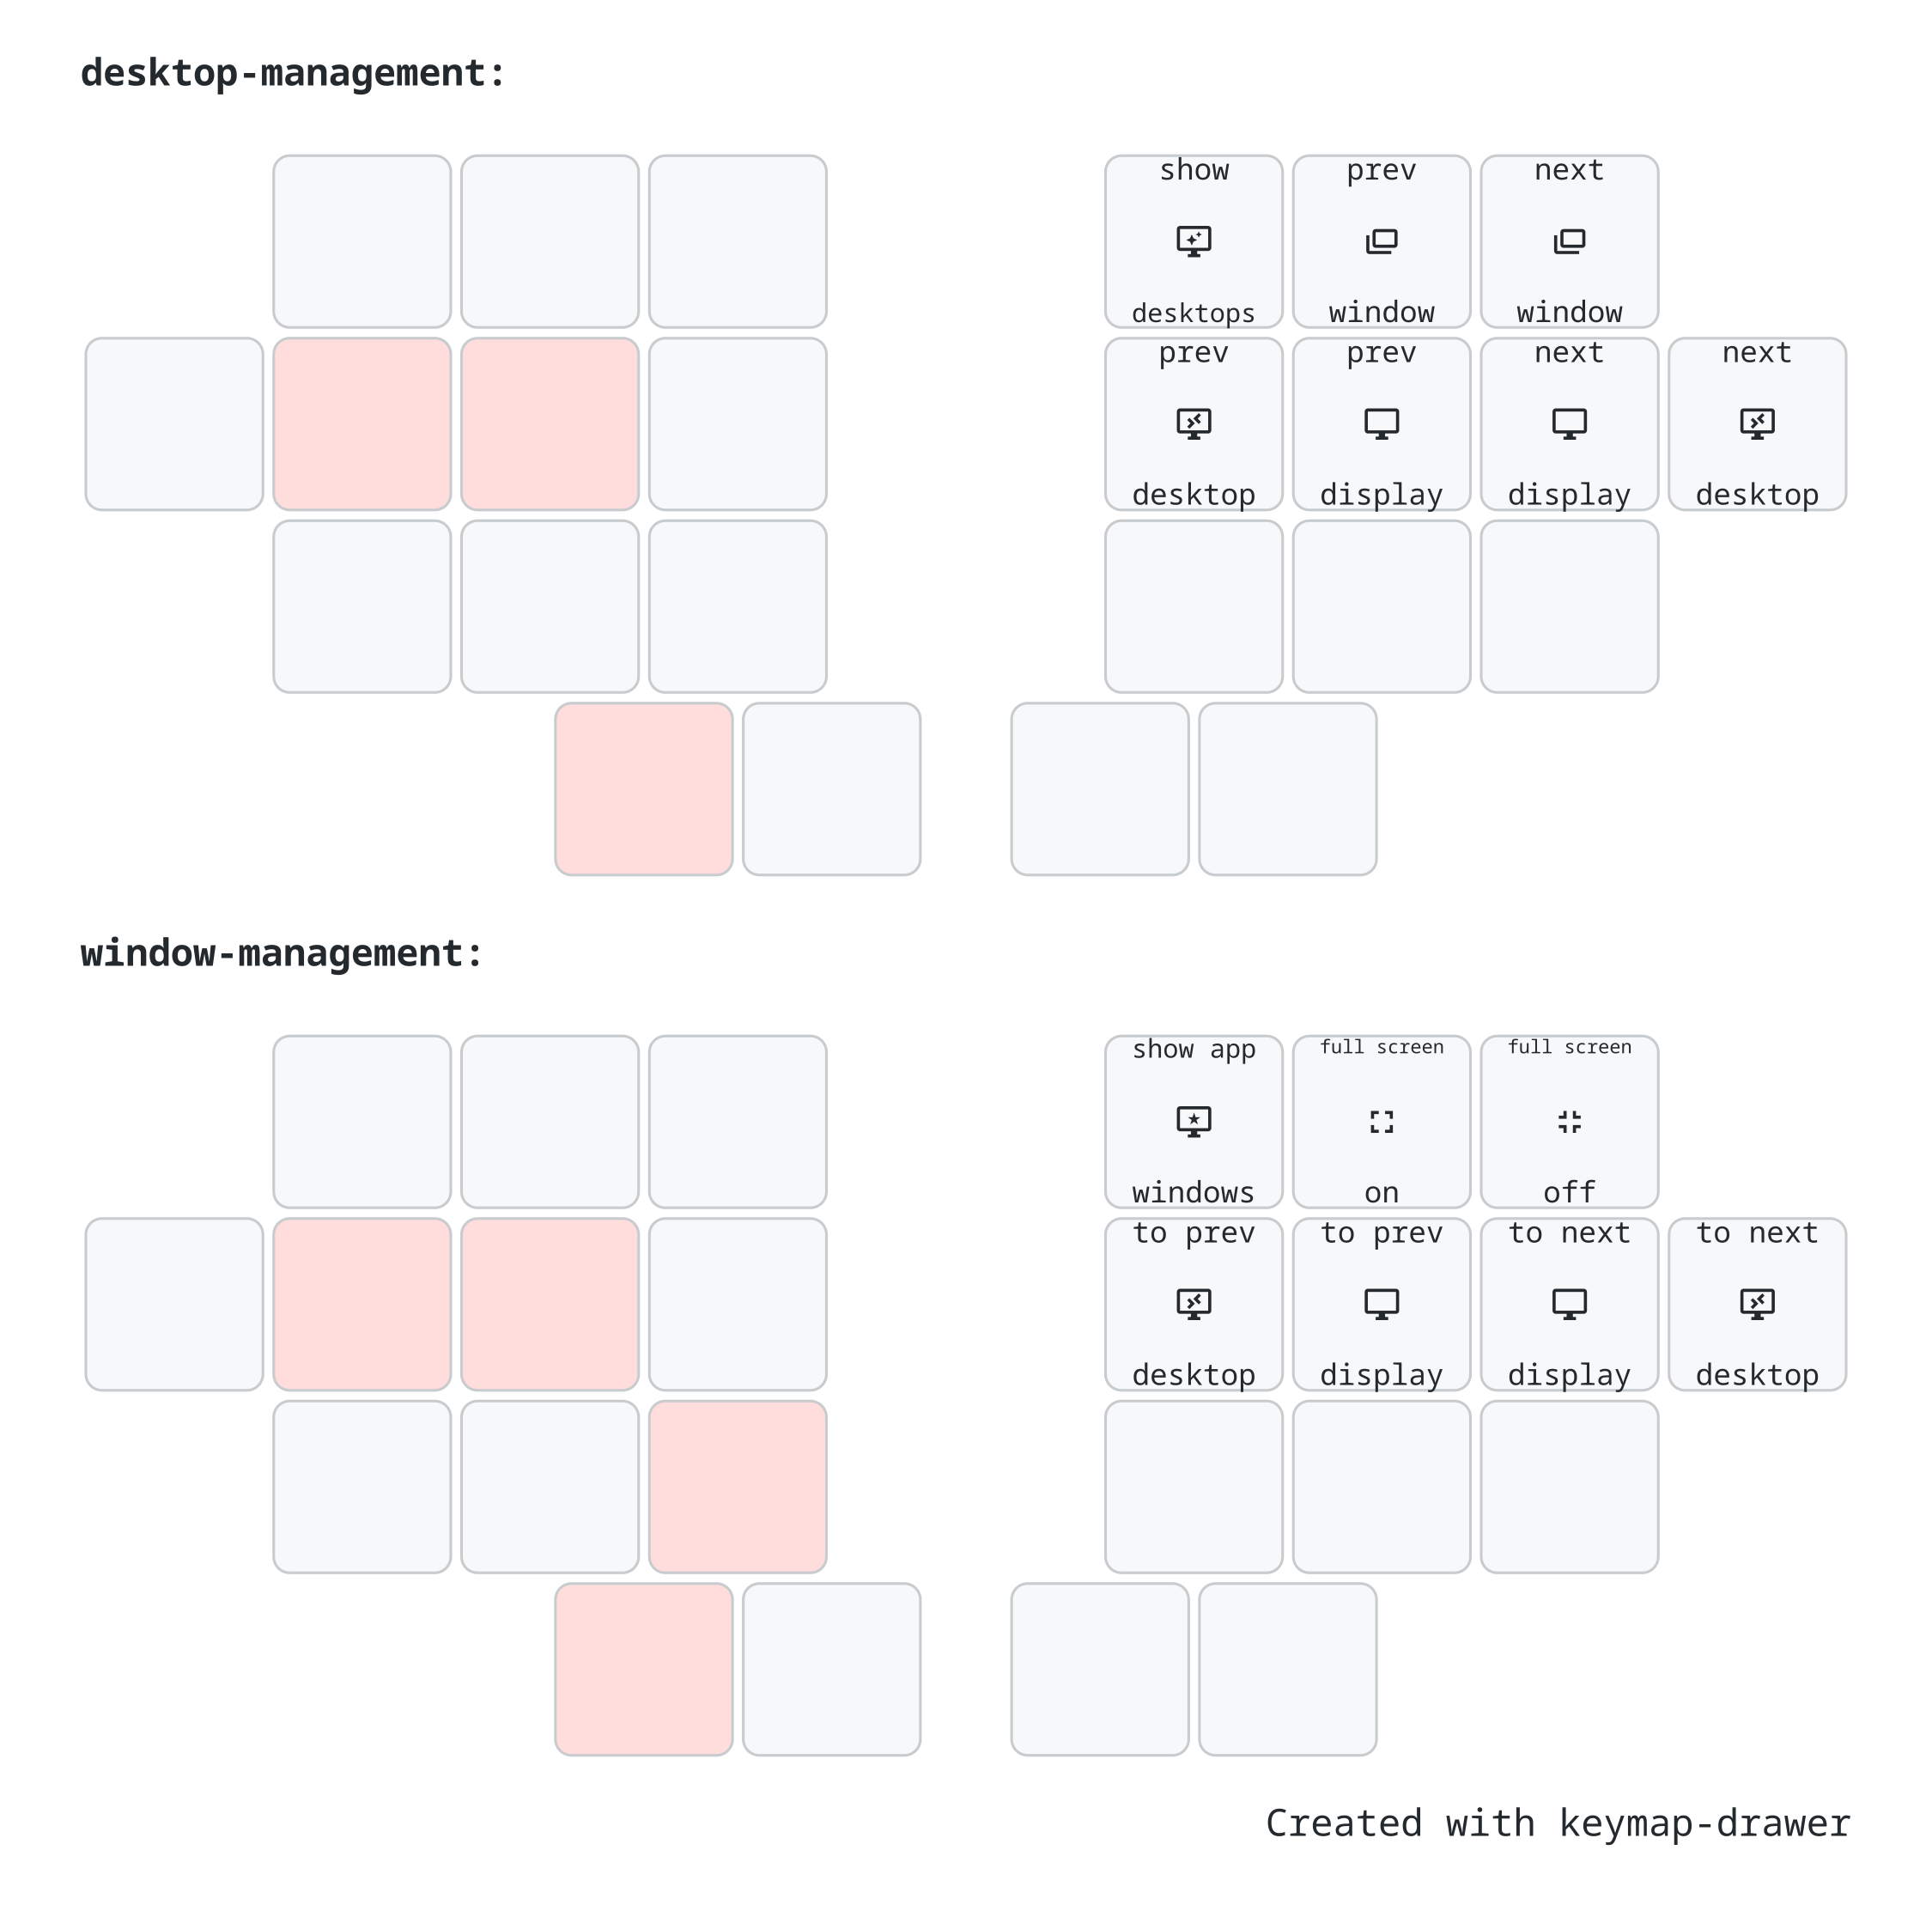 desktop-management:
show prev next
desktops window window
prev prev next next
desktop display display desktop
window-management:
show app full screen full screen
windows on off
to prev to prev to next to next
desktop display display desktop
Created with keymap-drawer